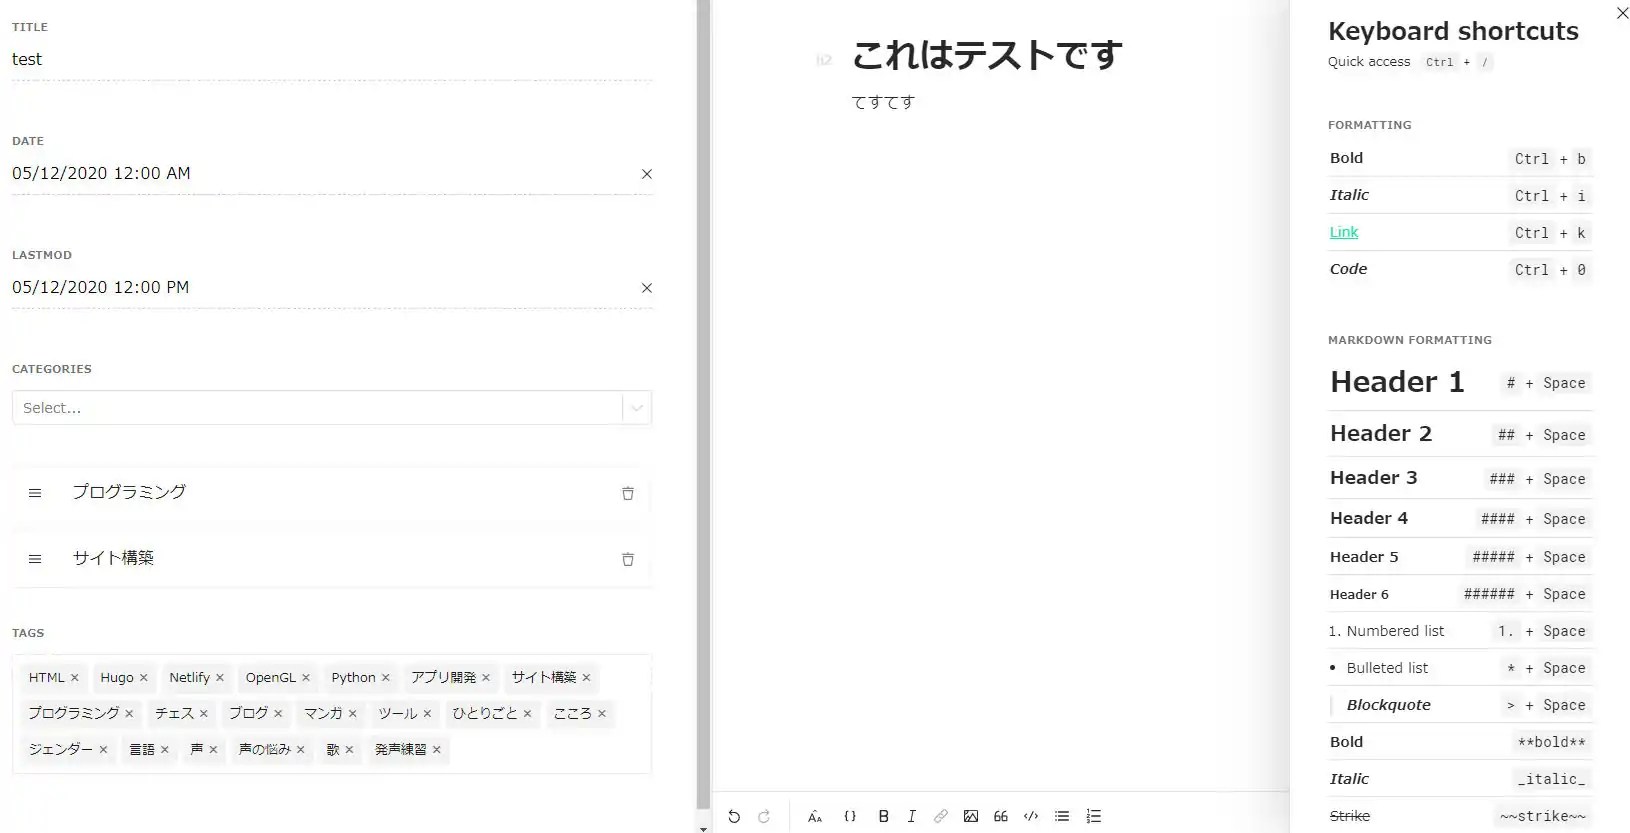 TITLE
test
DATE
05/12/2020 12:00 AM
LASTMOD
05/12/2020 12:00 PM
CATEGORIES
Select...
プログラミング
サイト構築
TAGS
HTML × Hugo × Netlify × OpenGL × Python × アプリ開発 × サイト構築 ×
プログラミング × チェス × ブログ × マンガ × ツール × ひとりごと × こころ ×
ジェンダー × 言語 × 声 × 声の悩み × 歌 × 発声練習 ×
h2 これはテストです
てすてす
Keyboard shortcuts
Quick access Ctrl + /
FORMATTING
Bold Ctrl + b
Italic Ctrl + i
Link Ctrl + k
Code Ctrl + 0
MARKDOWN FORMATTING
Header 1 # + Space
Header 2 ## + Space
Header 3 ### + Space
Header 4 #### + Space
Header 5 ##### + Space
Header 6 ###### + Space
1. Numbered list 1. + Space
• Bulleted list * + Space
Blockquote > + Space
Bold **bold**
Italic _italic_
Strike ~~strike~~